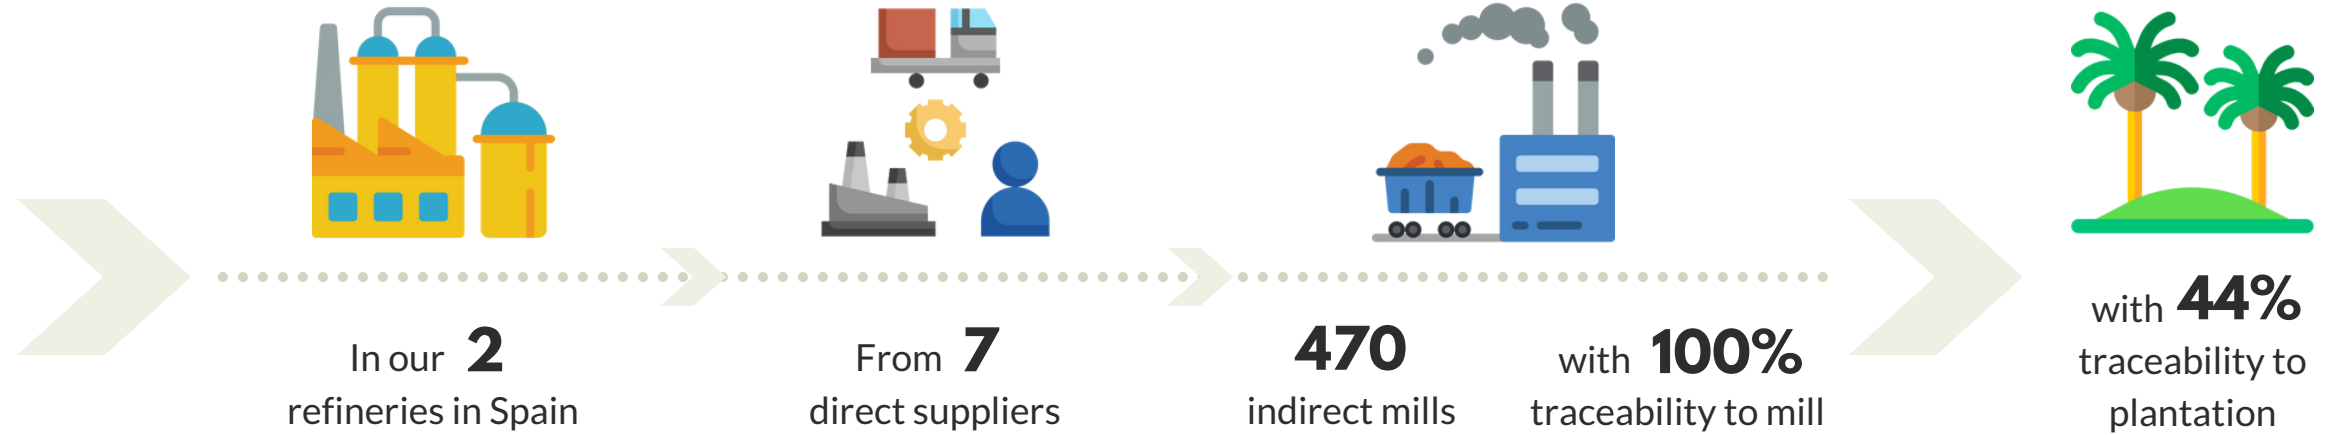 In our 2
refineries in Spain
From 7
direct suppliers
470
indirect mills
with 100%
traceability to mill
with 44%
traceability to
plantation